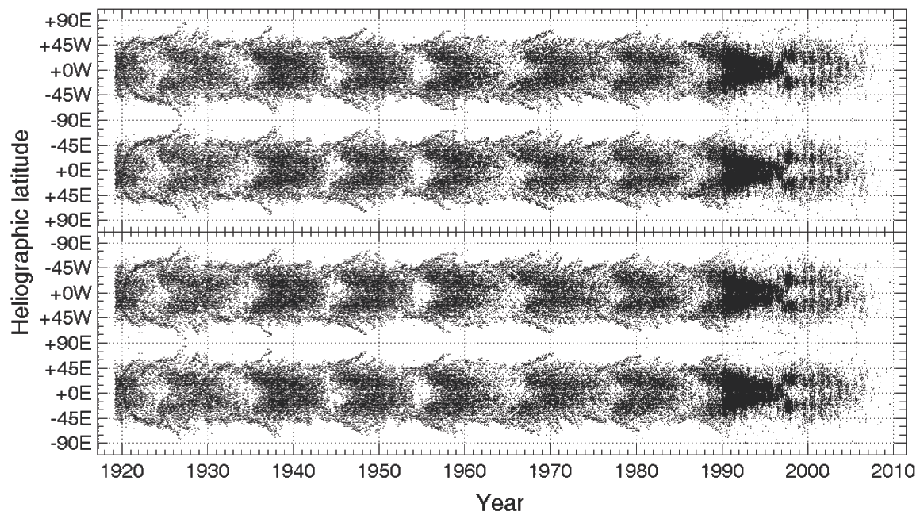 +90E
+45W
+0W
-45W
-90E
-45E
+0E
+45E
+90E
-90E
-45W
+0W
+45W
+90E
+45E
+0E
-45E
-90E
Heliographic latitude
1920 1930 1940 1950 1960 1970 1980 1990 2000 2010
Year